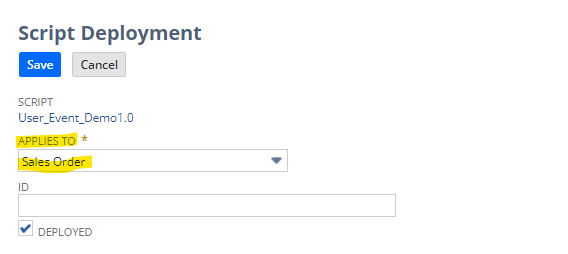 Script Deployment
Save Cancel
SCRIPT
User_Event_Demo1.0
APPLIES TO *
Sales Order
ID
DEPLOYED